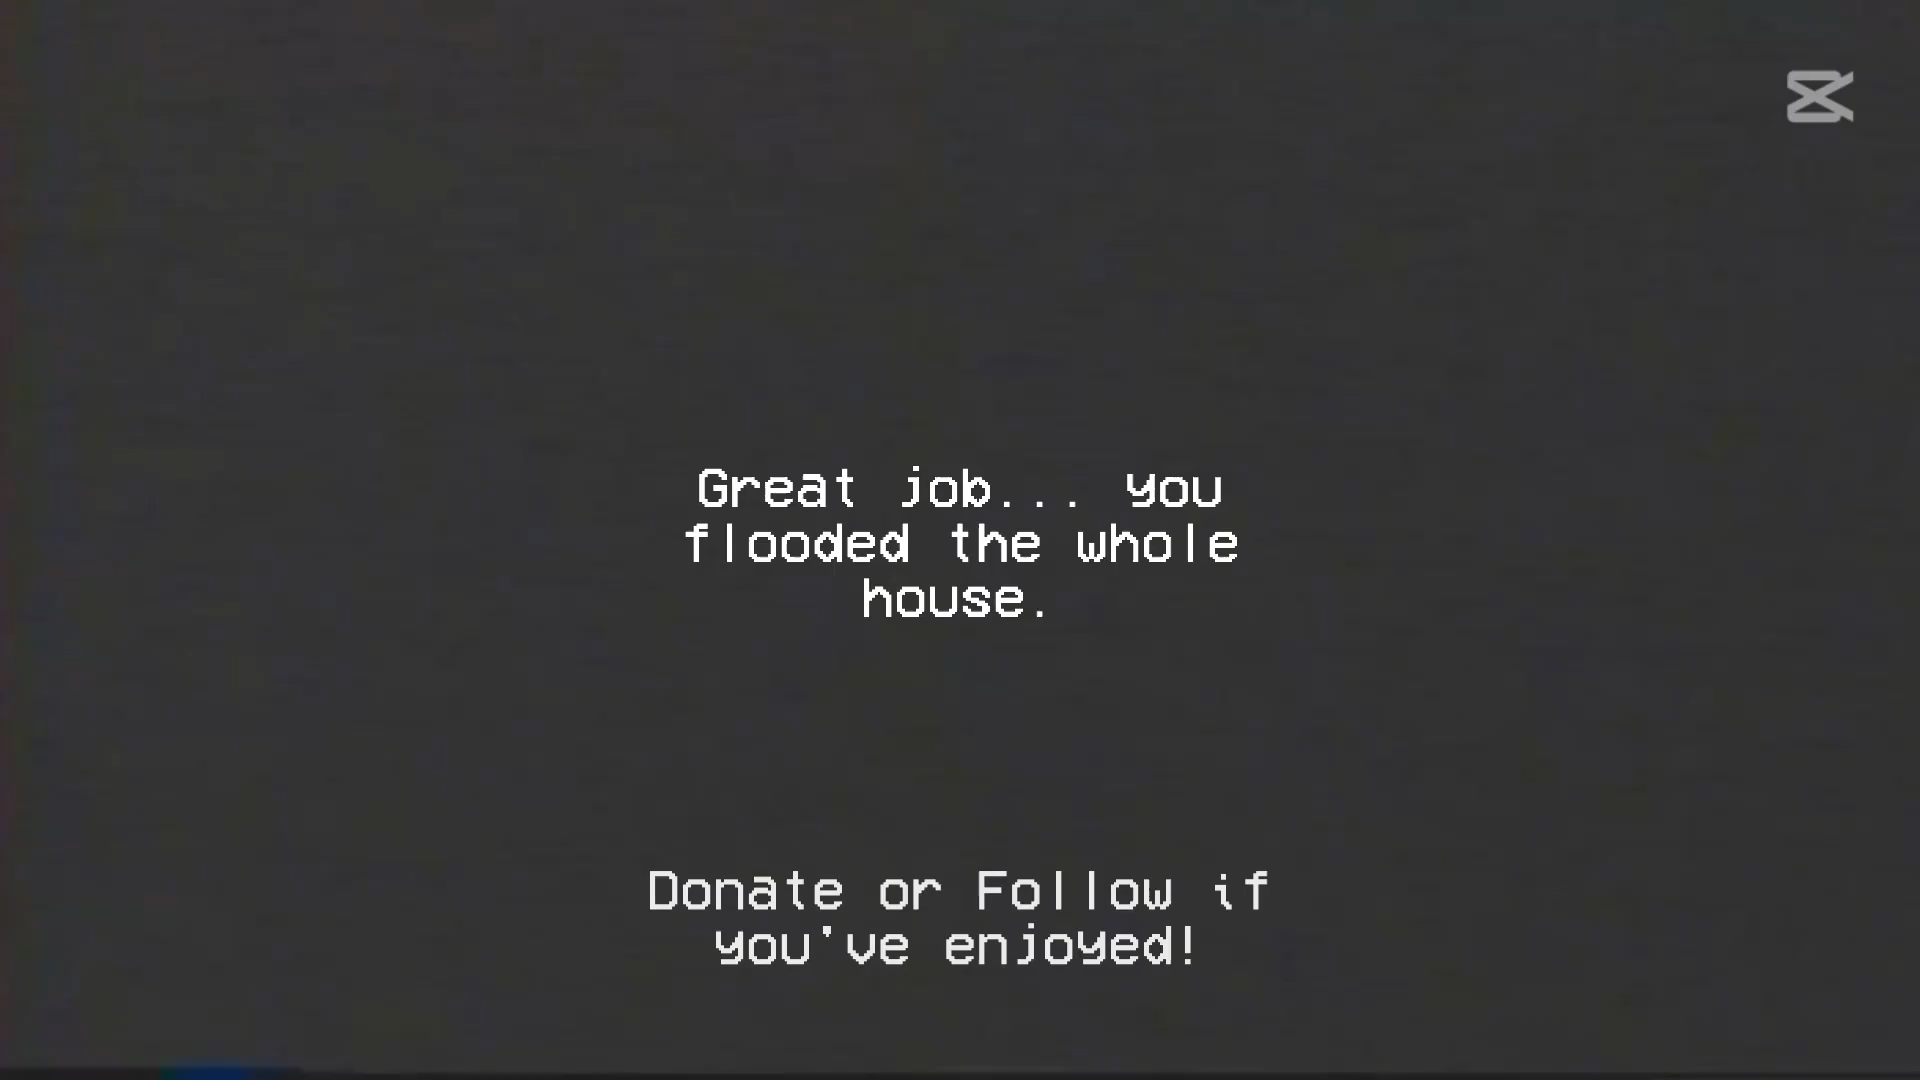 Great job... you
flooded the whole
house.
Donate or Follow if
you've enjoyed!